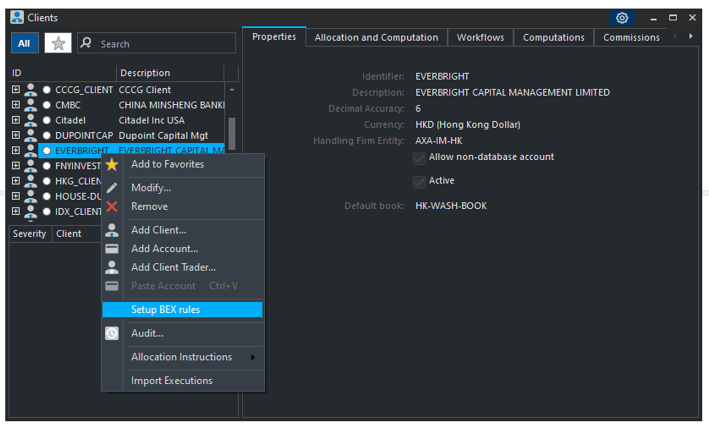 Clients
All
Search
ID Description
CCCG_CLIENT CCCG Client
CMBC CHINA MINSHENG BANKI
Citadel Citadel Inc USA
DUPOINTCAP Dupoint Capital Mgt
EVERBRIGHT EVERBRIGHT CAPITAL MA
FNYINVEST
HKG_CLIEN
HOUSE-DU
IDX_CLIENT
Severity Client
Add to Favorites
Modify...
Remove
Add Client...
Add Account...
Add Client Trader...
Paste Account Ctrl+V
Setup BEX rules
Audit...
Allocation Instructions
Import Executions
Properties Allocation and Computation Workflows Computations Commissions
Identifier: EVERBRIGHT
Description: EVERBRIGHT CAPITAL MANAGEMENT LIMITED
Decimal Accuracy: 6
Currency: HKD (Hong Kong Dollar)
Handling Firm Entity: AXA-IM-HK
Allow non-database account
Active
Default book: HK-WASH-BOOK